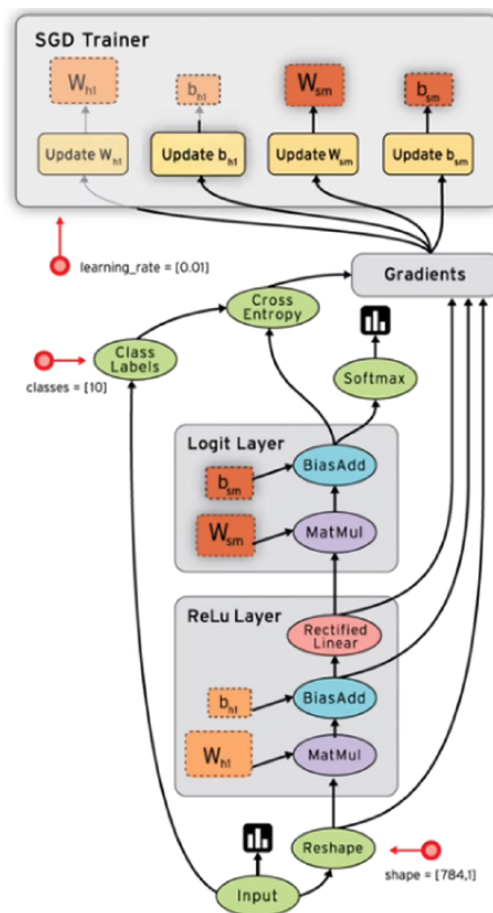 SGD Trainer
Wh1
bh1
Wsm
bsm
Update Wh1
Update bh1
Update Wsm
Update bsm
learning_rate = [0.01]
Gradients
Cross
Entropy
Class
Labels
classes = [10]
Softmax
Logit Layer
BiasAdd
bsm
Wsm
MatMul
ReLu Layer
Rectified
Linear
bh1
BiasAdd
Wh1
MatMul
Reshape
shape = [784,1]
Input